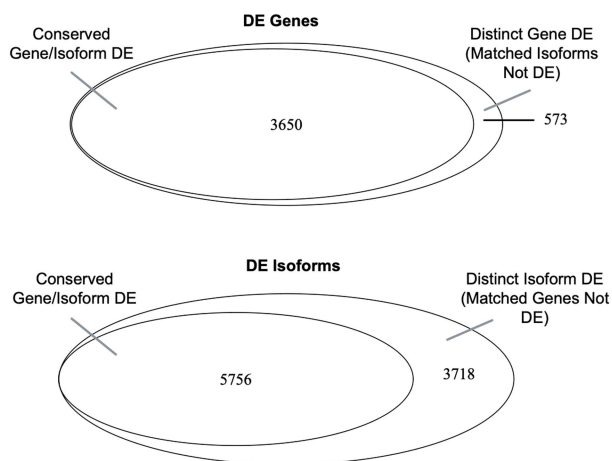 DE Genes
Conserved
Gene/Isoform DE
Distinct Gene DE
(Matched Isoforms
Not DE)
3650
573
DE Isoforms
Conserved
Gene/Isoform DE
Distinct Isoform DE
(Matched Genes Not
DE)
5756
3718